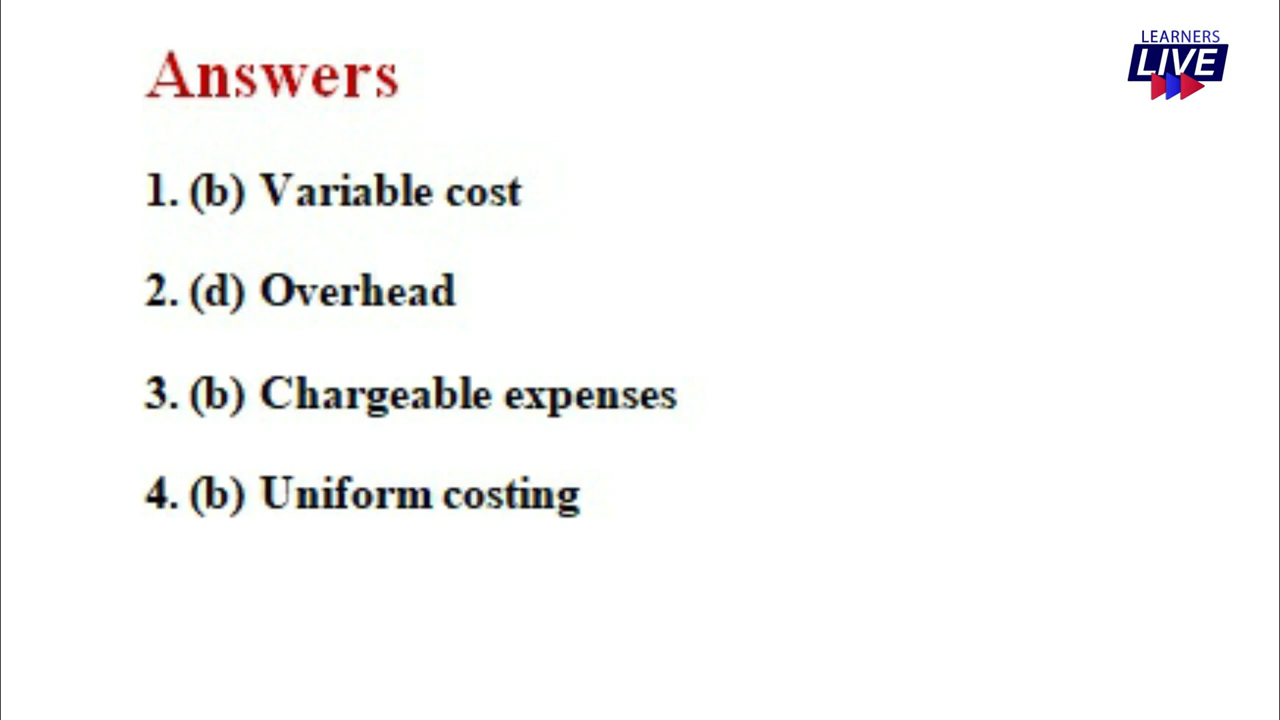 LEARNERS
LIVE
Answers
1. (b) Variable cost
2. (d) Overhead
3. (b) Chargeable expenses
4. (b) Uniform costing